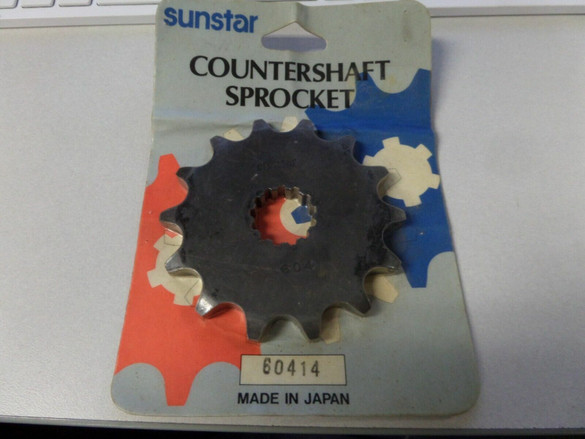 sunstar
COUNTERSHAFT
SPROCKET
60414
MADE IN JAPAN